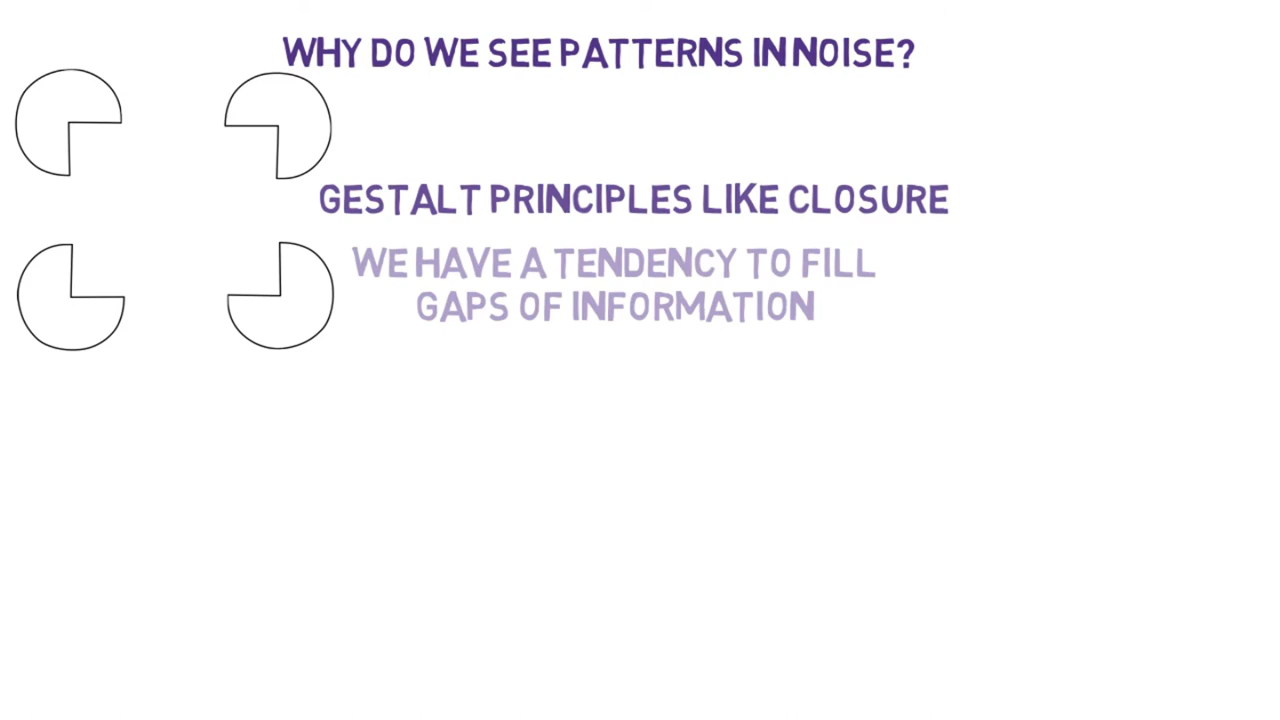 WHY DO WE SEE PATTERNS IN NOISE?
GESTALT PRINCIPLES LIKE CLOSURE
WE HAVE A TENDENCY TO FILL
GAPS OF INFORMATION